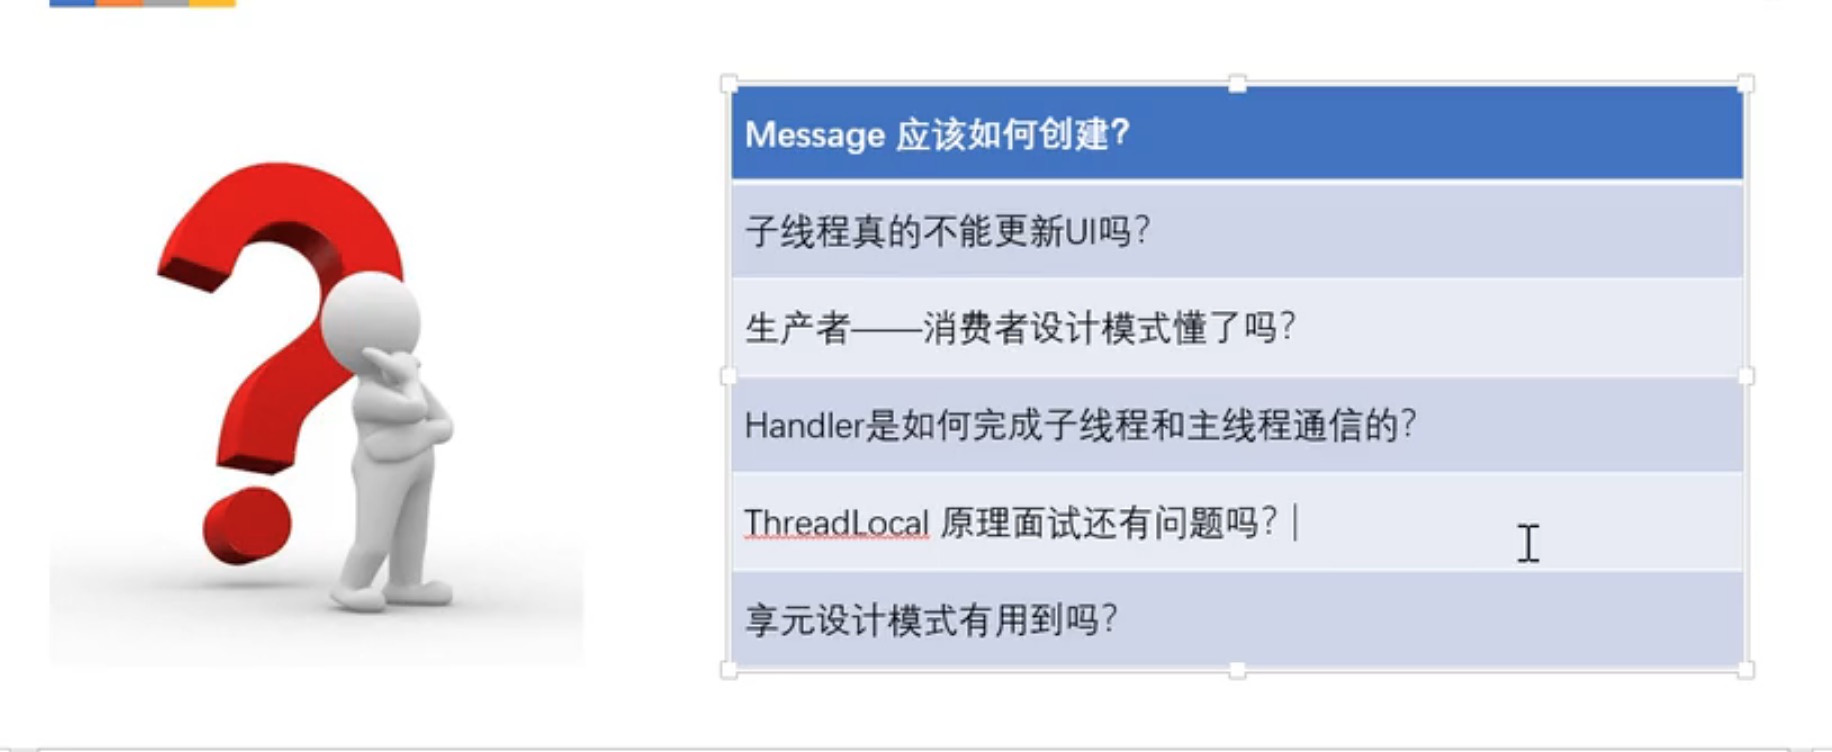 Message 应该如何创建?
子线程真的不能更新UI吗?
生产者——消费者设计模式懂了吗?
Handler是如何完成子线程和主线程通信的?
ThreadLocal 原理面试还有问题吗?
享元设计模式有用到吗?